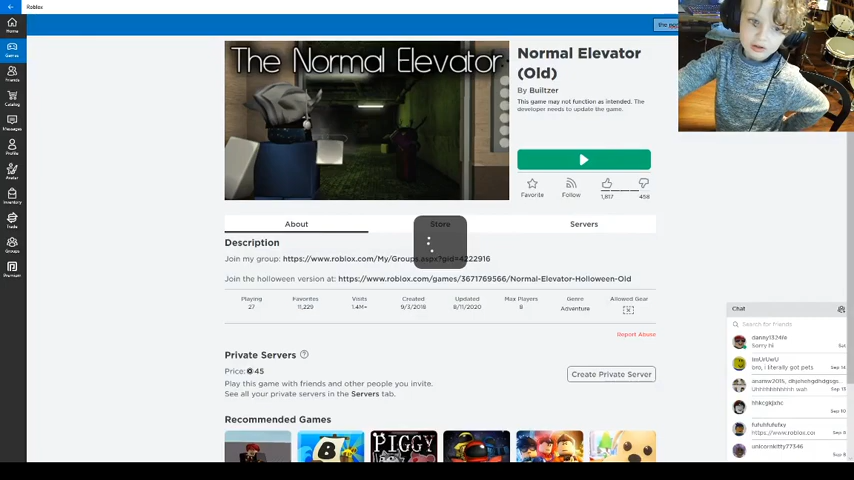 Roblox
Home
Games
Friends
Catalog
Messages
Profile
Avatar
Inventory
Trade
Groups
Premium
The Normal Elevator
Normal Elevator
(Old)
By Builtzer
This game may not function as intended. The
developer needs to update the game.
Favorite
Follow
1,817
458
About
Store
Servers
Description
Join my group: https://www.roblox.com/My/Groups.aspx?gid=4222916
Join the holloween version at: https://www.roblox.com/games/3671769566/Normal-Elevator-Holloween-Old
Playing
Favorites
Visits
Created
Updated
Max Players
Genre
Allowed Gear
27
11,229
1.4M+
9/3/2018
8/11/2020
8
Adventure
Report Abuse
Private Servers
Price: 45
Create Private Server
Play this game with friends and other people you invite.
See all your private servers in the Servers tab.
Recommended Games
B
PIGGY
Chat
Search for friends
Sorry hi
bro, i literally got pets
Sep 14
hhkcgkjxhc
Sep 10
https://www.roblox.co
unicornkitty77346